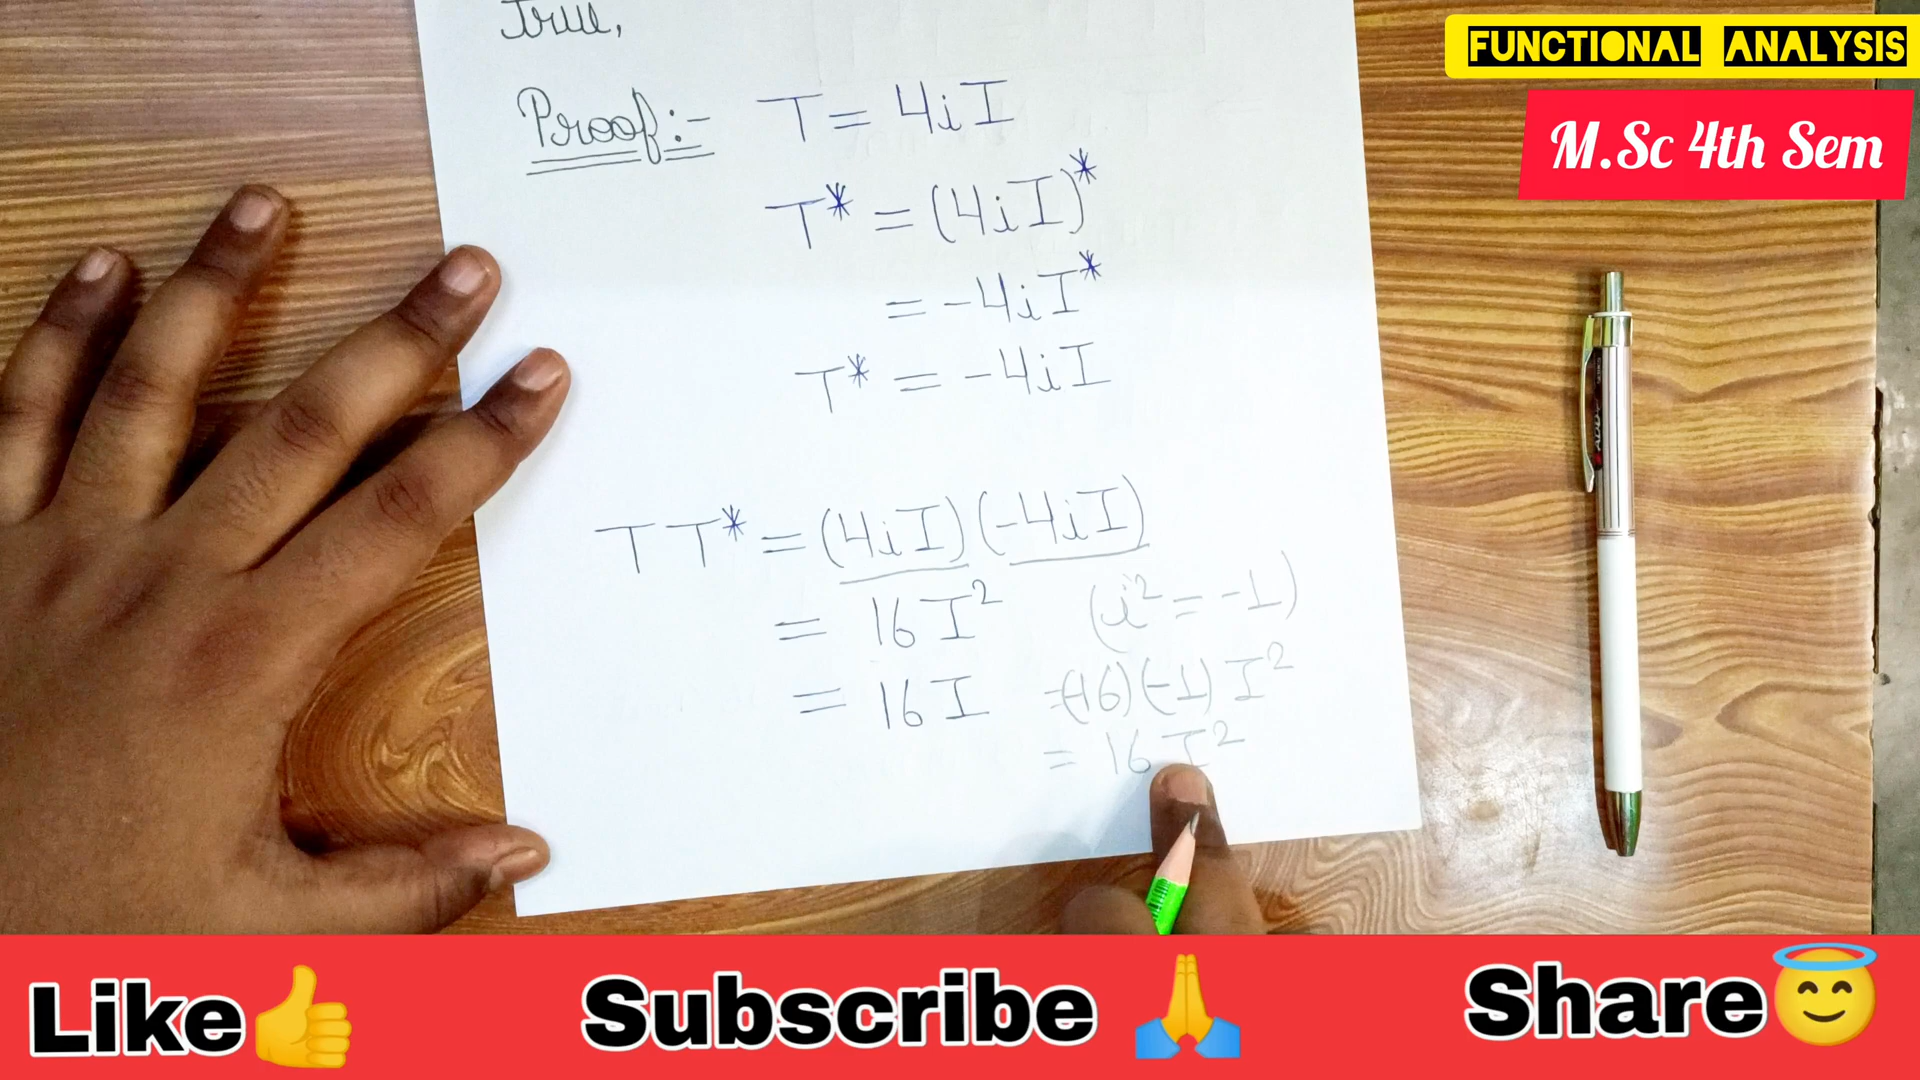 FUNCTIONAL ANALYSIS
M.Sc 4th Sem
True,
Proof:- T = 4iI
T* = (4iI)*
= -4iI*
T* = -4iI
TT* = (4iI)(-4iI)
= 16I² (i² = -1)
= 16I -(16)(-1)I²
= 16I²
Like👍 Subscribe 🙏 Share😇